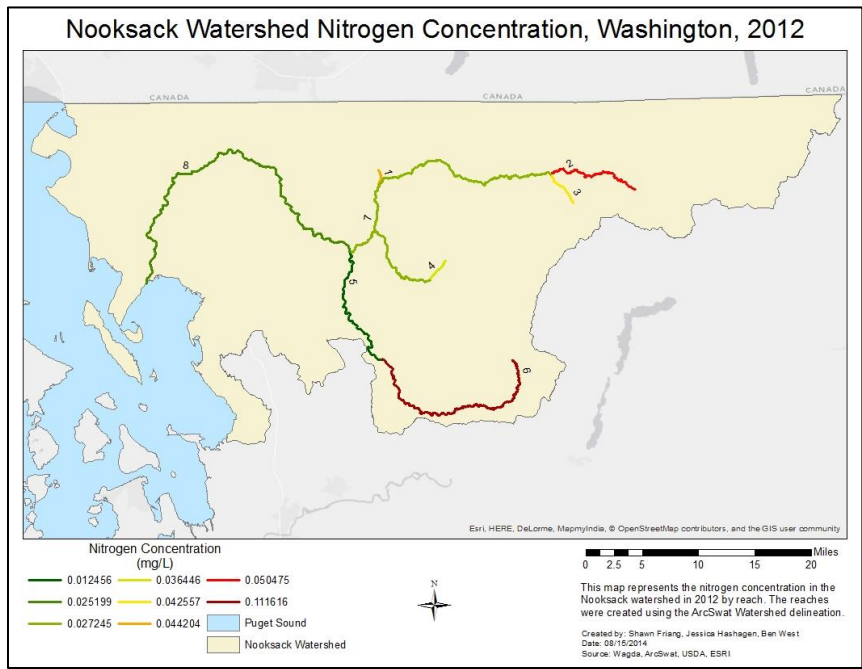 Nooksack Watershed Nitrogen Concentration, Washington, 2012
CANADA
CANADA
CANADA
8
1
2
3
7
4
5
6
Esri, HERE, DeLorme, MapmyIndia, © OpenStreetMap contributors, and the GIS user community
Nitrogen Concentration
(mg/L)
0.012456
0.036446
0.050475
0.025199
0.042557
0.111616
0.027245
0.044204
Puget Sound
Nooksack Watershed
N
Miles
0 2.5 5 10 15 20
This map represents the nitrogen concentration in the
Nooksack watershed in 2012 by reach. The reaches
were created using the ArcSwat Watershed delineation.
Created by: Shawn Friang, Jessica Hashagen, Ben West
Date: 08/15/2014
Source: Wagda, ArcSwat, USDA, ESRI